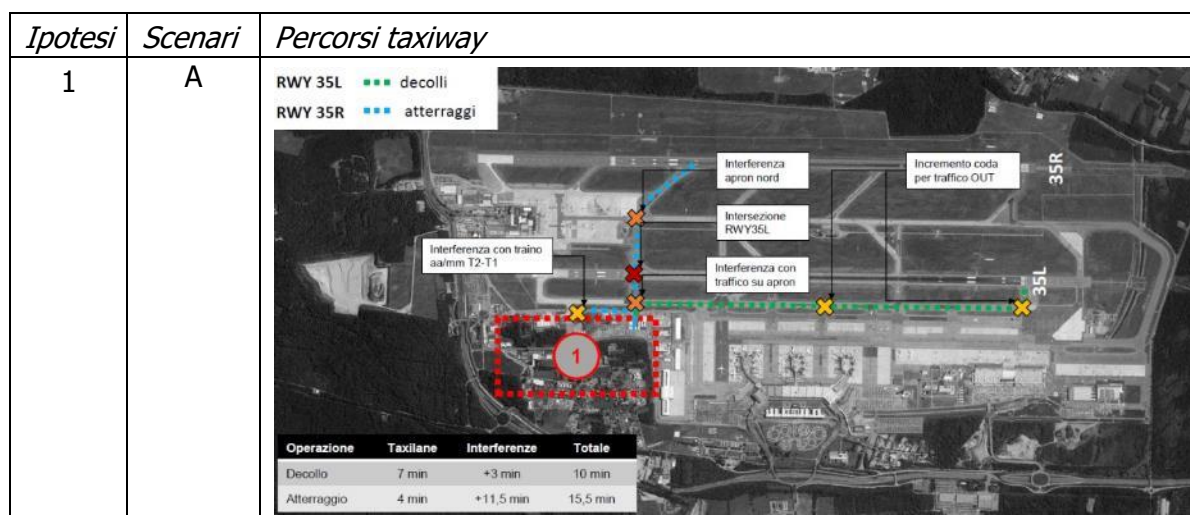 Ipotesi Scenari Percorsi taxiway
1 A
RWY 35L decolli
RWY 35R atterraggi
Interferenza
apron nord
Incremento coda
per traffico OUT
35R
Intersezione
RWY35L
Interferenza con traino
aa/mm T2-T1
Interferenza con
traffico su apron
35L
1
Operazione Taxilane Interferenze Totale
Decollo 7 min +3 min 10 min
Atterraggio 4 min +11,5 min 15,5 min